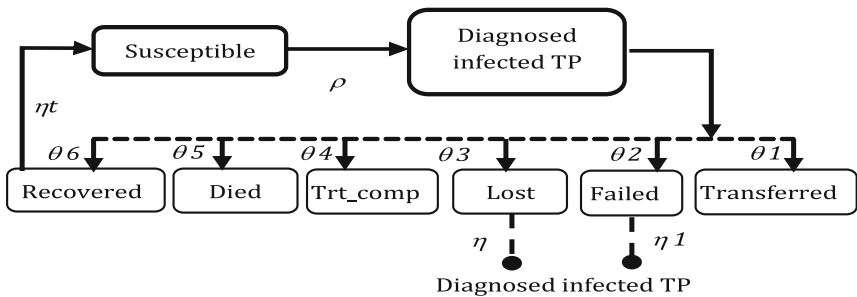 Susceptible
Diagnosed
infected TP
ρ
ηt
θ6
θ5
θ4
θ3
θ2
θ1
Recovered
Died
Trt_comp
Lost
Failed
Transferred
η
η1
Diagnosed infected TP